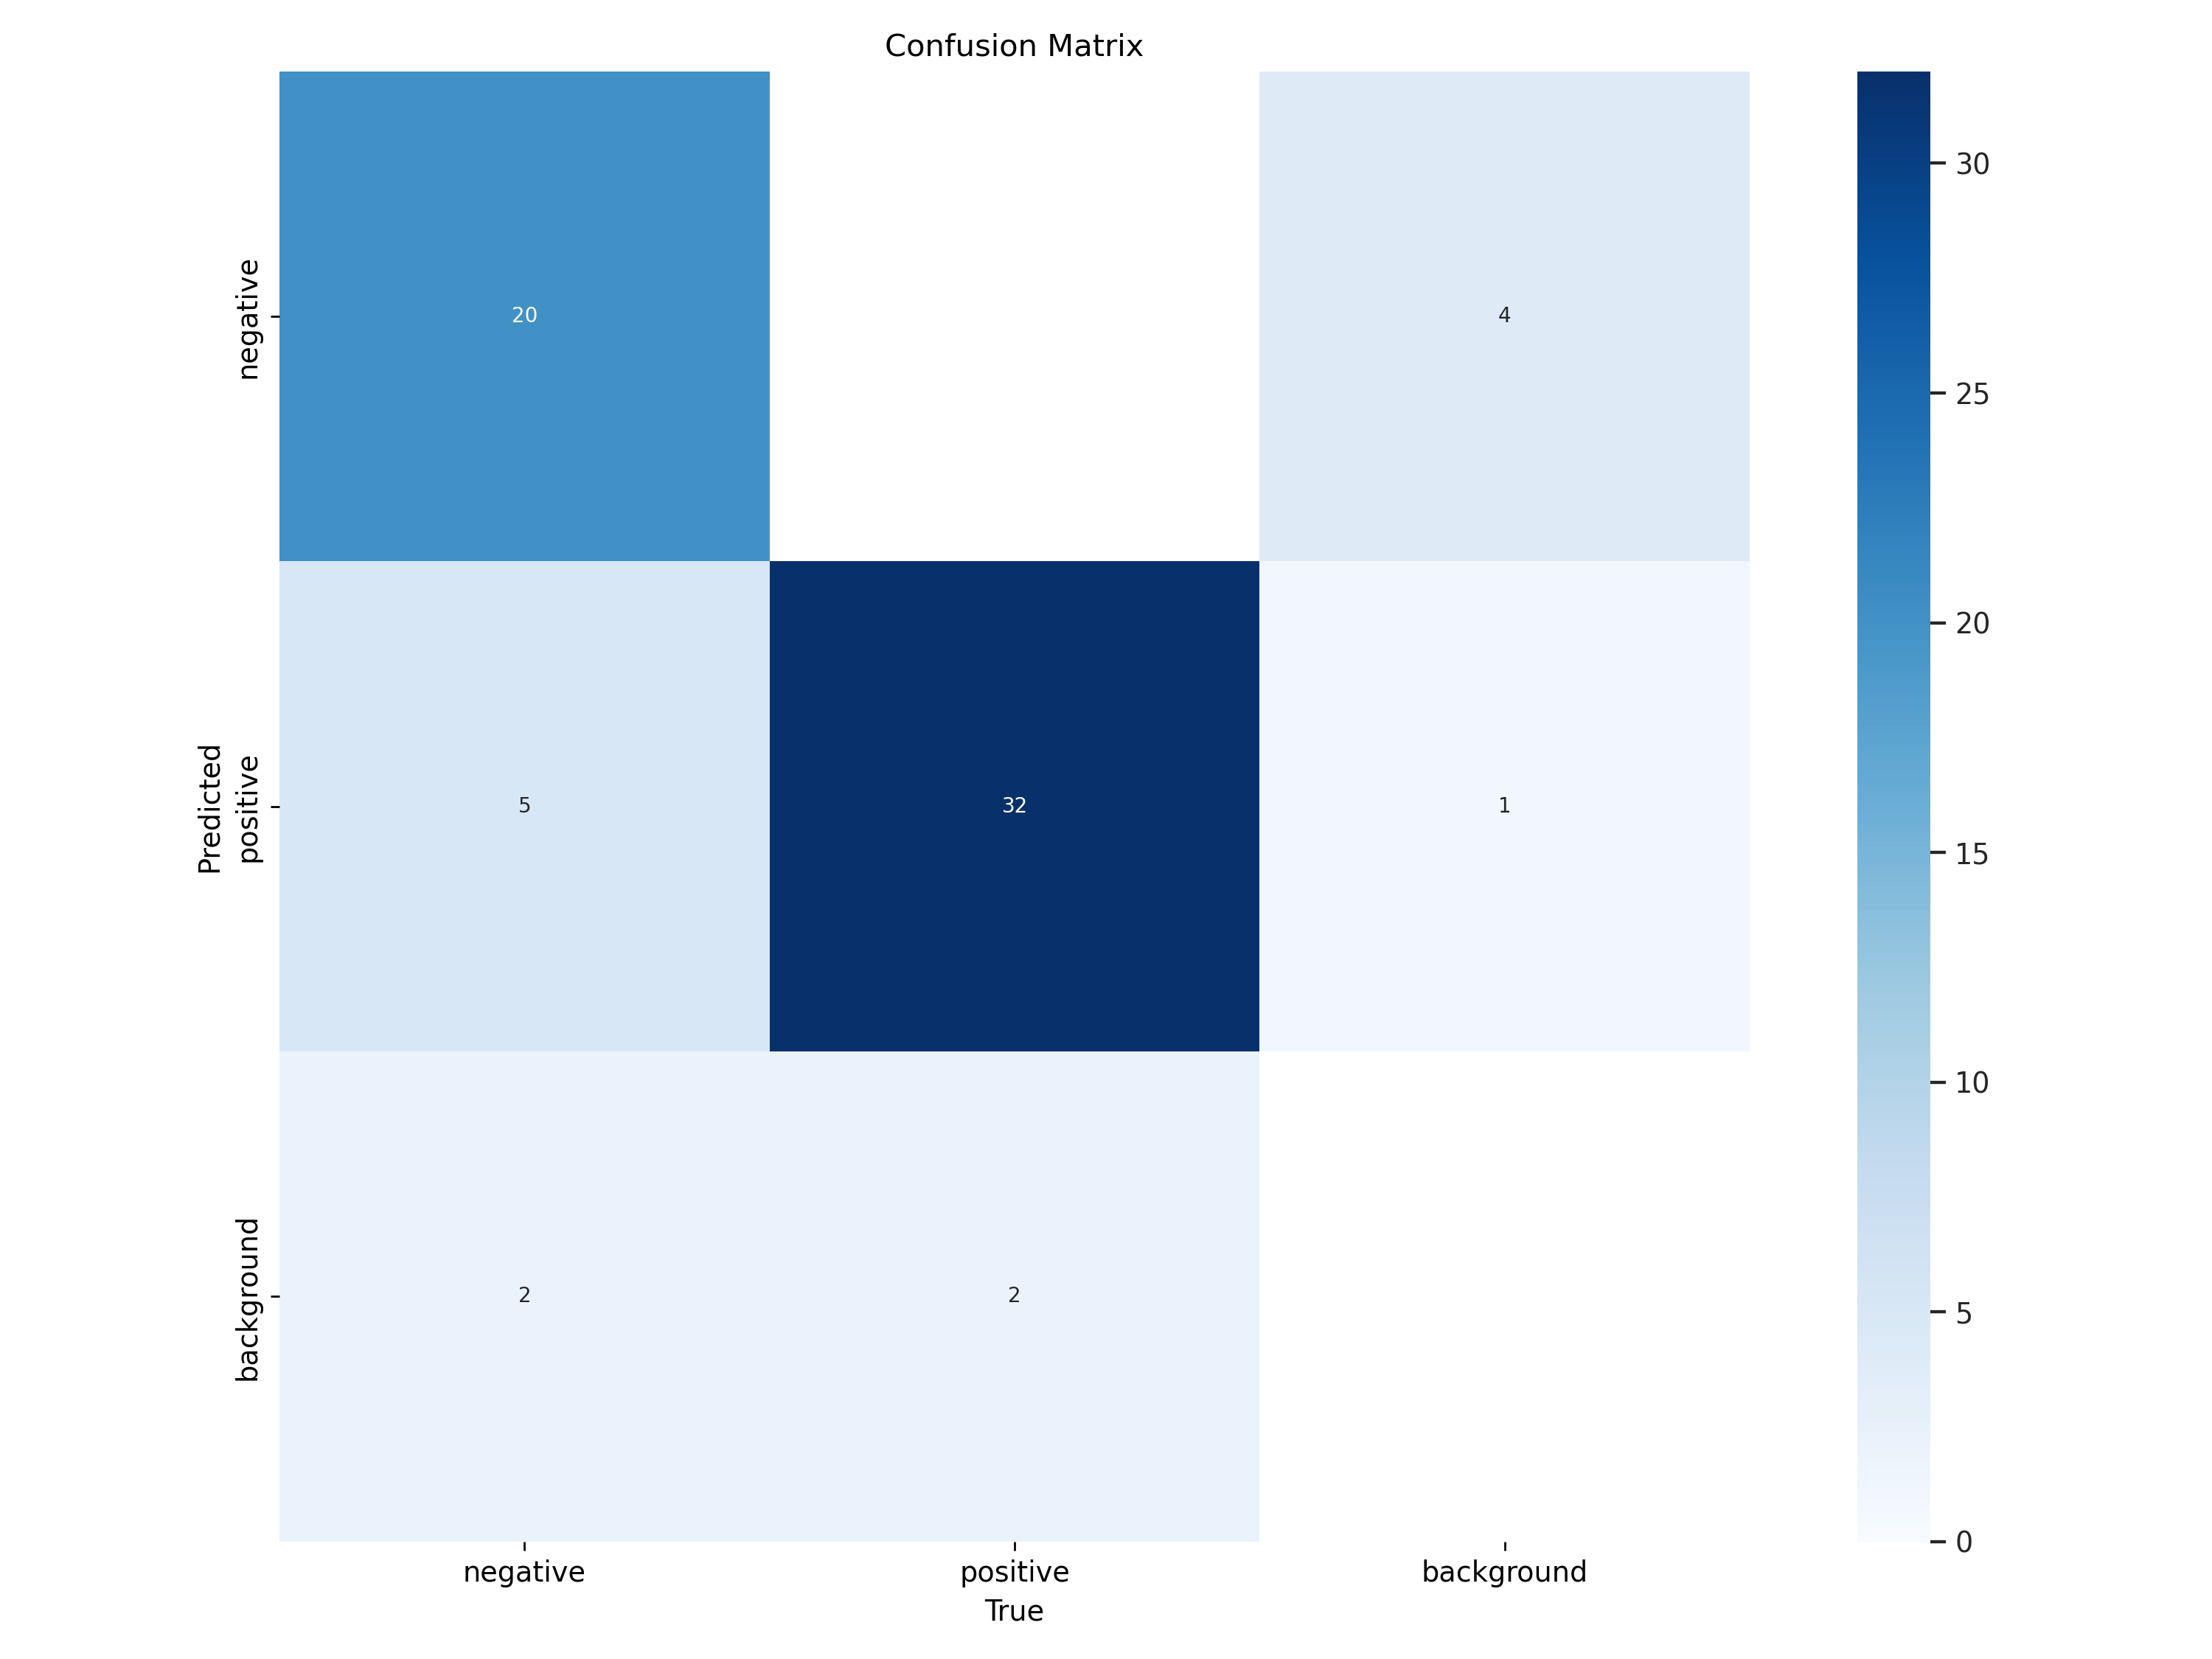 Confusion Matrix
negative
20
4
30
25
20
15
10
5
0
Predicted
positive
5
32
1
background
2
2
negative
positive
background
True